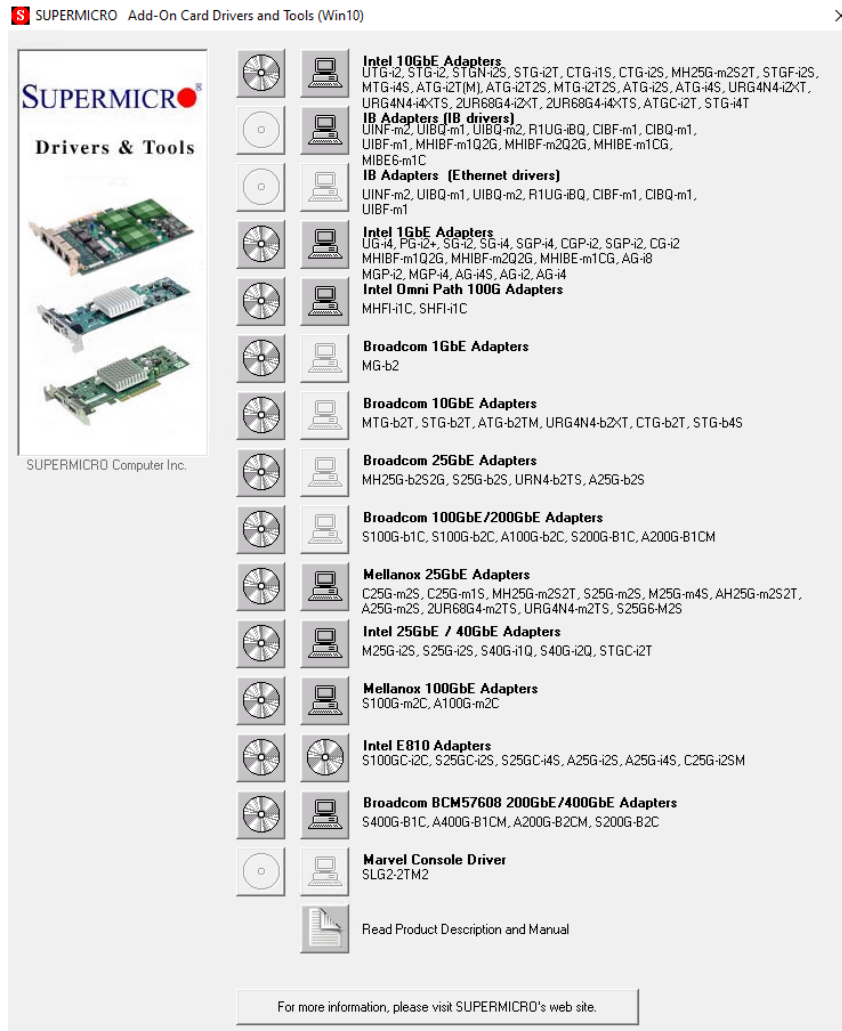 SUPERMICRO Add-On Card Drivers and Tools (Win10)
SUPERMICRO®
Drivers & Tools
SUPERMICRO Computer Inc.
Intel 10GbE Adapters
UTG-i2, STG-i2, STGN-i2S, STG-i2T, CTG-i1S, CTG-i2S, MH25G-m2S2T, STGF-i2S,
MTG-i4S, ATG-i2T(M), ATG-i2T2S, MTG-i2T2S, ATG-i2S, ATG-i4S, URG4N4-i2XT,
URG4N4-i4XTS, 2UR68G4-i2XT, 2UR68G4-i4XTS, ATGC-i2T, STG-i4T
IB Adapters (IB drivers)
UINF-m2, UIBQ-m1, UIBQ-m2, R1UG-iBQ, CIBF-m1, CIBQ-m1,
UIBF-m1, MHIBF-m1Q2G, MHIBF-m2Q2G, MHIBE-m1CG,
MIBE6-m1C
IB Adapters (Ethernet drivers)
UINF-m2, UIBQ-m1, UIBQ-m2, R1UG-iBQ, CIBF-m1, CIBQ-m1,
UIBF-m1
Intel 1GbE Adapters
UG-i4, PG-i2+, SG-i2, SG-i4, SGP-i4, CGP-i2, SGP-i2, CG-i2
MHIBF-m1Q2G, MHIBF-m2Q2G, MHIBE-m1CG, AG-i8
MGP-i2, MGP-i4, AG-i4S, AG-i2, AG-i4
Intel Omni Path 100G Adapters
MHFI-i1C, SHFI-i1C
Broadcom 1GbE Adapters
MG-b2
Broadcom 10GbE Adapters
MTG-b2T, STG-b2T, ATG-b2TM, URG4N4-b2XT, CTG-b2T, STG-b4S
Broadcom 25GbE Adapters
MH25G-b2S2G, S25G-b2S, URN4-b2TS, A25G-b2S
Broadcom 100GbE/200GbE Adapters
S100G-b1C, S100G-b2C, A100G-b2C, S200G-B1C, A200G-B1CM
Mellanox 25GbE Adapters
C25G-m2S, C25G-m1S, MH25G-m2S2T, S25G-m2S, M25G-m4S, AH25G-m2S2T,
A25G-m2S, 2UR68G4-m2TS, URG4N4-m2TS, S25G6-M2S
Intel 25GbE / 40GbE Adapters
M25G-i2S, S25G-i2S, S40G-i1Q, S40G-i2Q, STGC-i2T
Mellanox 100GbE Adapters
S100G-m2C, A100G-m2C
Intel E810 Adapters
S100GC-i2C, S25GC-i2S, S25GC-i4S, A25G-i2S, A25G-i4S, C25G-i2SM
Broadcom BCM57608 200GbE/400GbE Adapters
S400G-B1C, A400G-B1CM, A200G-B2CM, S200G-B2C
Marvel Console Driver
SLG2-2TM2
Read Product Description and Manual
For more information, please visit SUPERMICRO's web site.